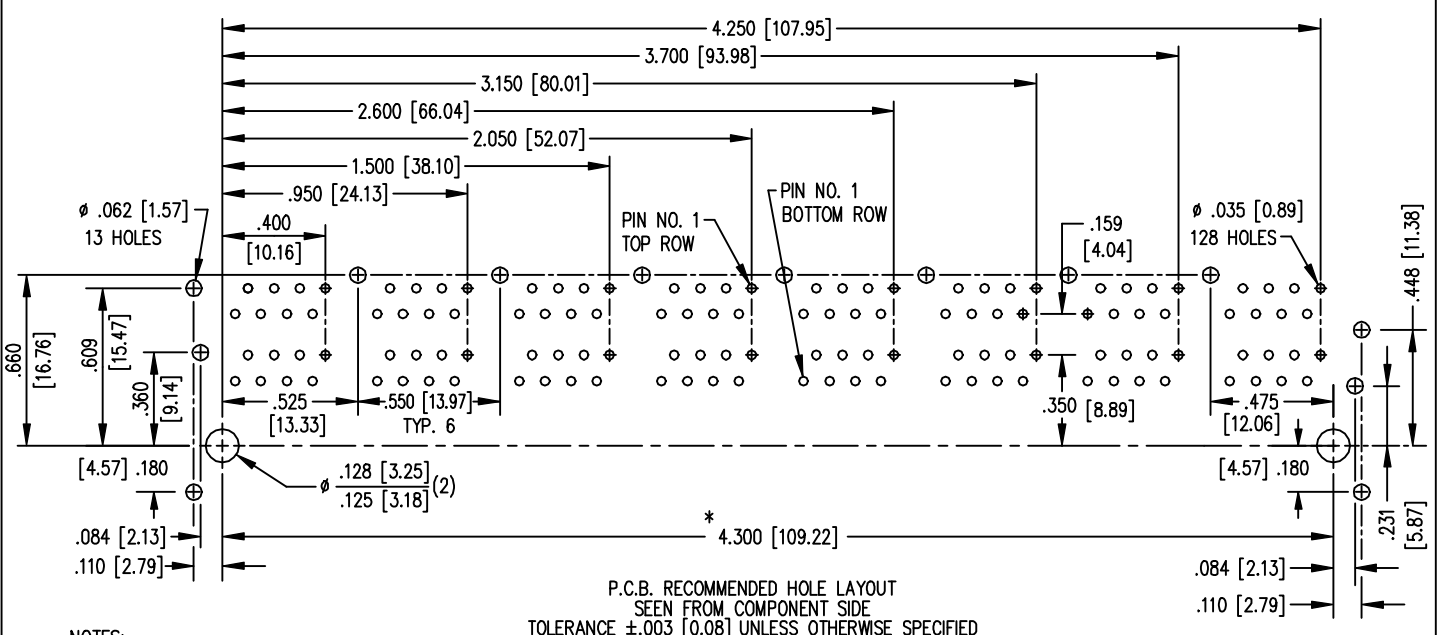 4.250 [107.95]
3.700 [93.98]
3.150 [80.01]
2.600 [66.04]
2.050 [52.07]
1.500 [38.10]
.950 [24.13]
PIN NO. 1
BOTTOM ROW
ø .062 [1.57]
13 HOLES
.400
[10.16]
PIN NO. 1
TOP ROW
.159
[4.04]
ø .035 [0.89]
128 HOLES
.448 [11.38]
.660
[16.76]
.609
[15.47]
.360
[9.14]
.525
[13.33]
.550 [13.97]
TYP. 6
.350 [8.89]
.475
[12.06]
[4.57] .180
[4.57] .180
ø .128 [3.25]
.125 [3.18] (2)
.231
[5.87]
*
4.300 [109.22]
.084 [2.13]
.110 [2.79]
.084 [2.13]
.110 [2.79]
P.C.B. RECOMMENDED HOLE LAYOUT
SEEN FROM COMPONENT SIDE
TOLERANCE ±.003 [0.08] UNLESS OTHERWISE SPECIFIED
NOTES: